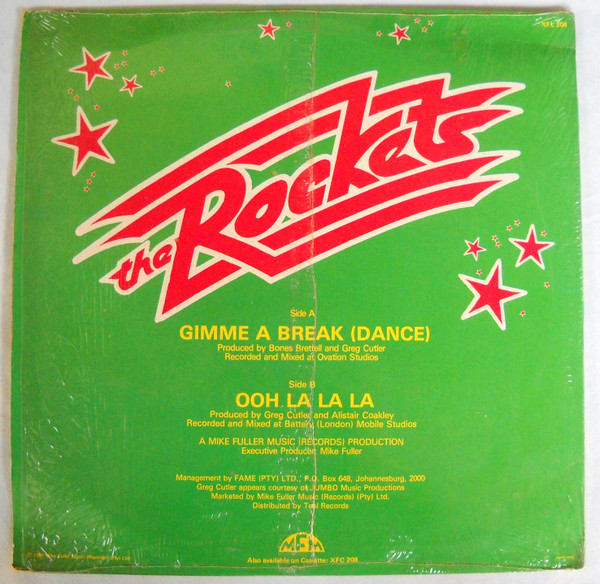 XFL 208
the Rockets
Side A
GIMME A BREAK (DANCE)
Produced by Bones Brettell and Greg Cutler
Recorded and Mixed at Ovation Studios
Side B
OOH LA LA LA
Produced by Greg Cutler and Alistair Coakley
Recorded and Mixed at Battery (London) Mobile Studios
A MIKE FULLER MUSIC (RECORDS) PRODUCTION
Executive Producer: Mike Fuller
Management by FAME (PTY) LTD., P.O. Box 648, Johannesburg, 2000
Greg Cutler appears courtesy of JUMBO Music Productions
Marketed by Mike Fuller Music (Records) (Pty) Ltd.
Distributed by Teal Records
MFM
Also available on Cassette: XFC 208